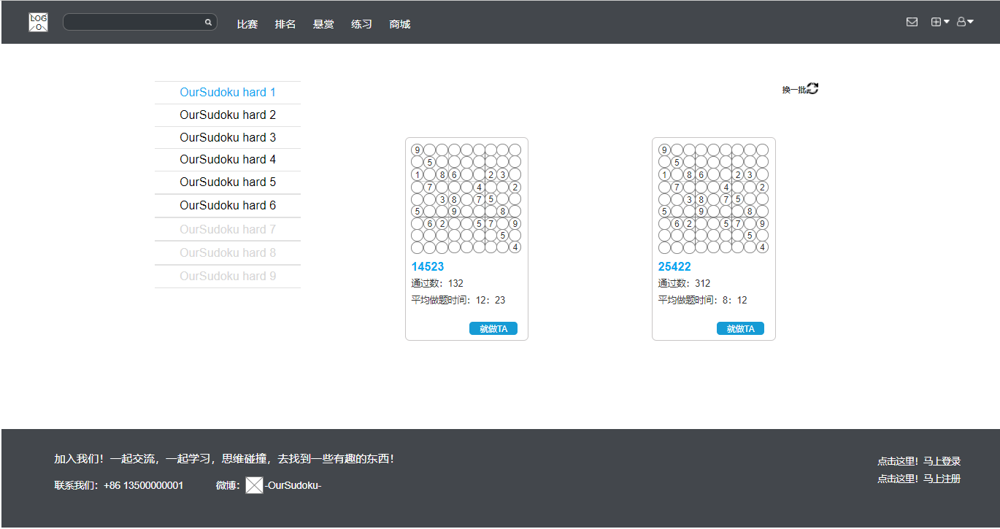 LOG
O
比赛 排名 悬赏 练习 商城
OurSudoku hard 1
OurSudoku hard 2
OurSudoku hard 3
OurSudoku hard 4
OurSudoku hard 5
OurSudoku hard 6
OurSudoku hard 7
OurSudoku hard 8
OurSudoku hard 9
换一批
9
5
1 8 6 2 3
7 4 2
3 8 7 5
5 9 8
6 2 5 7 9
5
4
14523
通过数：132
平均做题时间：12：23
就做TA
9
5
1 8 6 2 3
7 4 2
3 8 7 5
5 9 8
6 2 5 7 9
5
4
25422
通过数：312
平均做题时间：8：12
就做TA
加入我们！一起交流，一起学习，思维碰撞，去找到一些有趣的东西！
联系我们：+86 13500000001 微博： -OurSudoku-
点击这里！马上登录
点击这里！马上注册